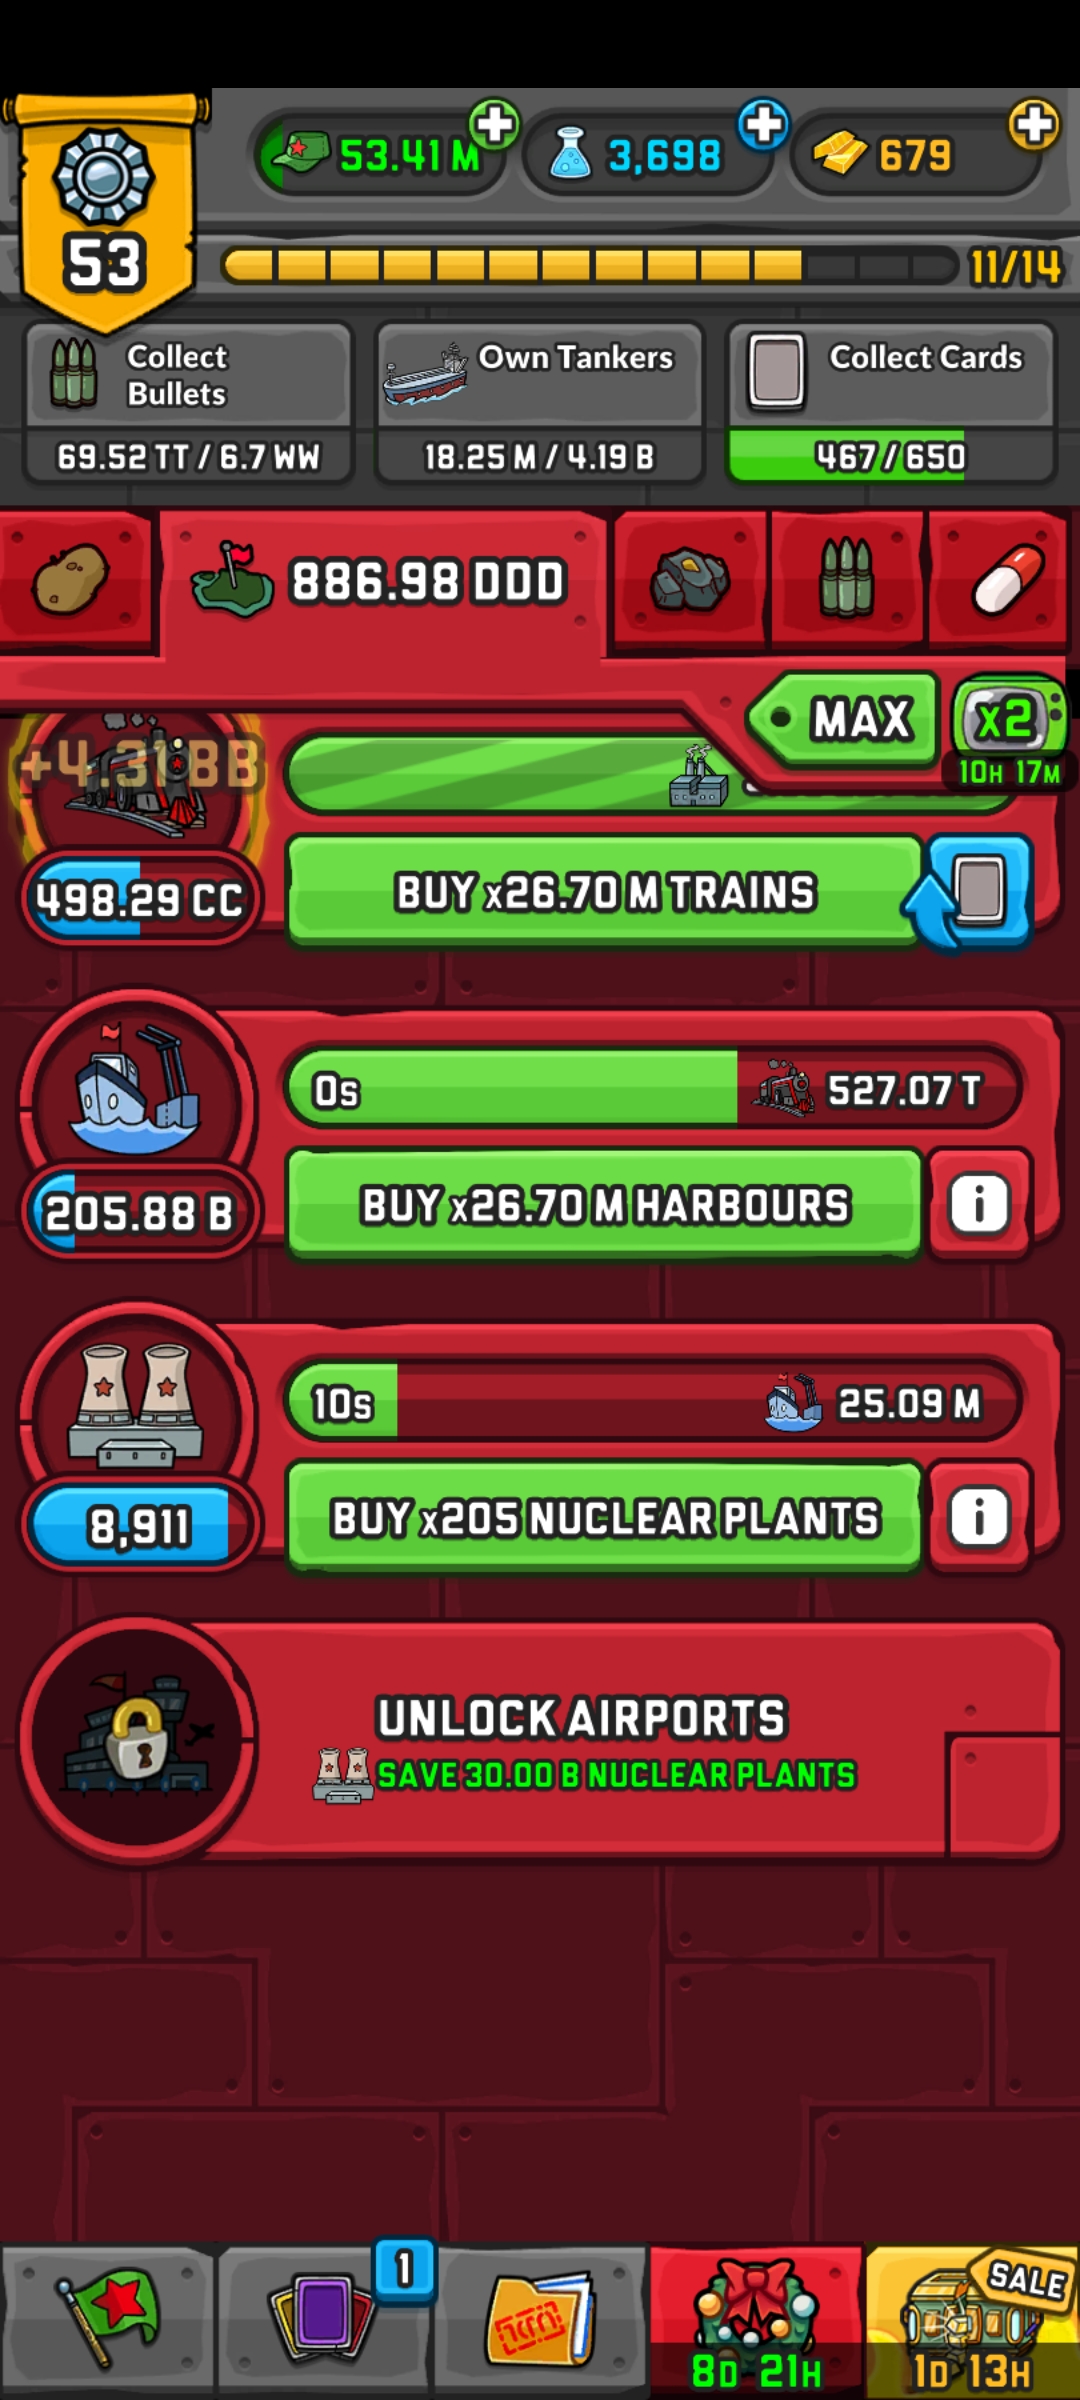 53.41 M
3,698
679
53
11/14
Collect
Bullets
69.52 TT / 6.7 WW
Own Tankers
18.25 M / 4.19 B
Collect Cards
467 / 650
886.98 DDD
MAX
x2
10H 17M
498.29 CC
BUY x26.70 M TRAINS
0s
527.07 T
205.88 B
BUY x26.70 M HARBOURS
i
10s
25.09 M
8,911
BUY x205 NUCLEAR PLANTS
i
UNLOCK AIRPORTS
SAVE 30.00 B NUCLEAR PLANTS
1
8D 21H
SALE
1D 13H